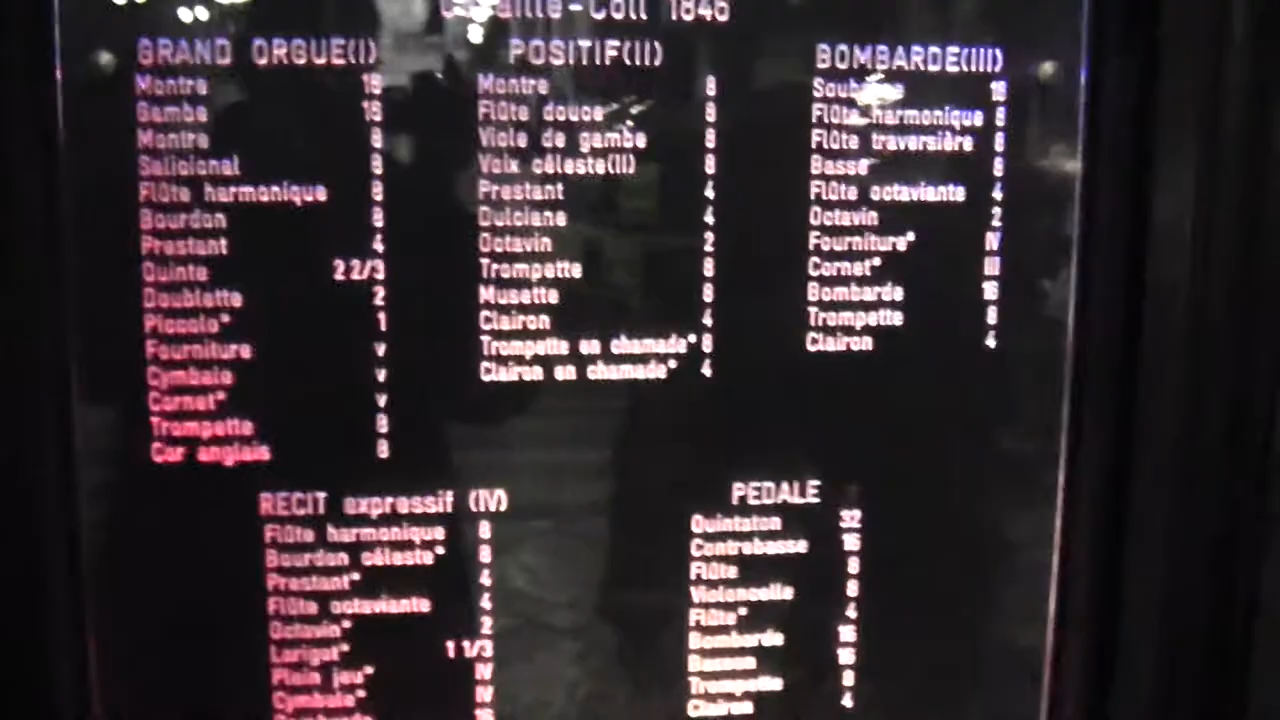 Cavaillé-Coll 1846
GRAND ORGUE(I)
Montre 16
Gambe 16
Montre 8
Salicional 8
Flûte harmonique 8
Bourdon 8
Prestant 4
Quinte 2 2/3
Doublette 2
Piccolo* 1
Fourniture V
Cymbale V
Cornet* V
Trompette 8
Cor anglais 8
POSITIF(II)
Montre 8
Flûte douce 8
Viole de gambe 8
Voix céleste(II) 8
Prestant 4
Dulciane 4
Octavin 2
Trompette 8
Musette 8
Clairon 4
Trompette en chamade* 8
Clairon en chamade* 4
BOMBARDE(III)
Soubasse 16
Flûte harmonique 8
Flûte traversière 8
Basse 8
Flûte octaviante 4
Octavin 2
Fourniture* IV
Cornet* III
Bombarde 16
Trompette 8
Clairon 4
RECIT expressif (IV)
Flûte harmonique 8
Bourdon céleste* 8
Prestant* 4
Flûte octaviante 4
Octavin* 2
Larigot* 1 1/3
Plain jeu* IV
Cymbale* IV
Bombarde 16
PEDALE
Quintaton 32
Contrebasse 16
Flûte 8
Violoncelle 8
Flûte* 4
Bombarde 16
Basson 16
Trompette 8
Clairon 4